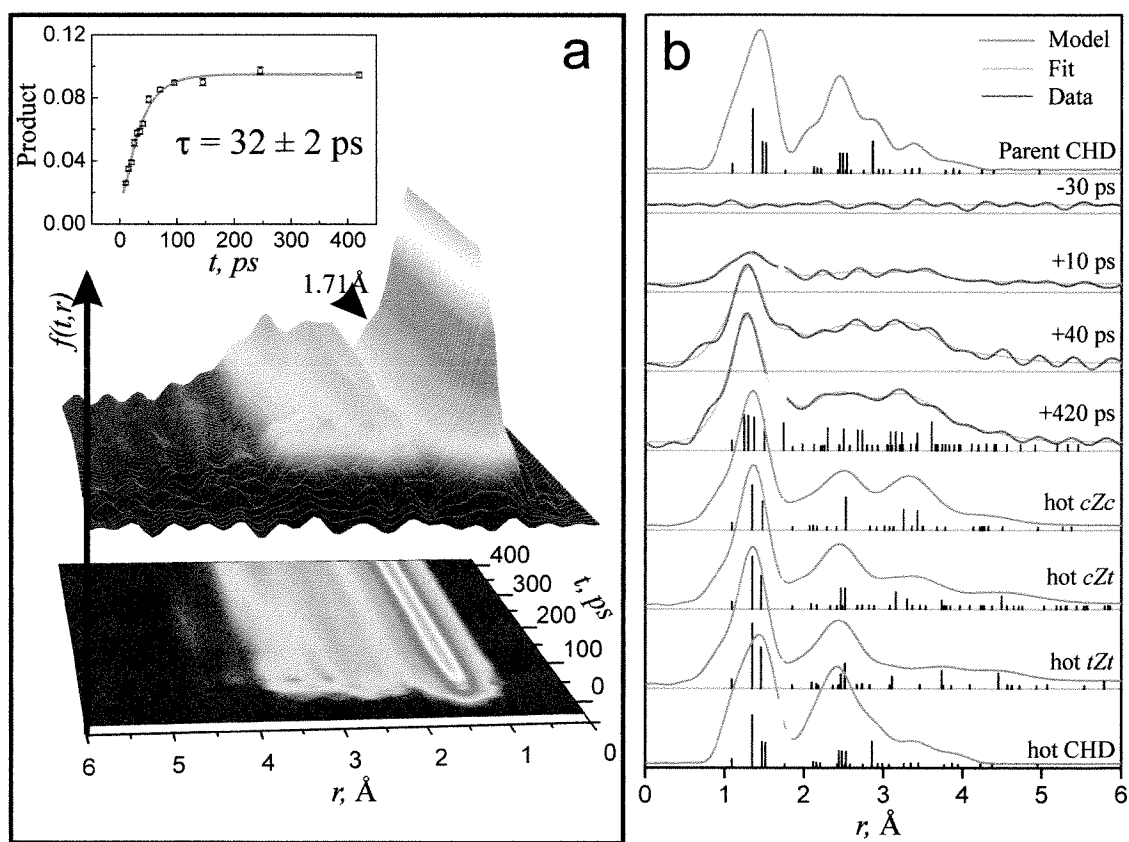 a
0.12
0.08
0.04
0.00
Product
τ = 32 ± 2 ps
0 100 200 300 400
t, ps
1.71Å
f(t,r)
400
300
200
100
0
t, ps
6 5 4 3 2 1 0
r, Å
b
Model
Fit
Data
Parent CHD
-30 ps
+10 ps
+40 ps
+420 ps
hot cZc
hot cZt
hot tZt
hot CHD
0 1 2 3 4 5 6
r, Å